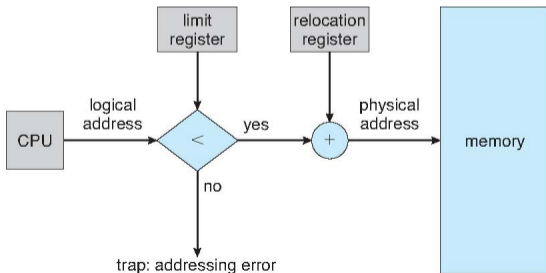 limit
register
relocation
register
logical
address
yes
physical
address
CPU
<
+
memory
no
trap: addressing error